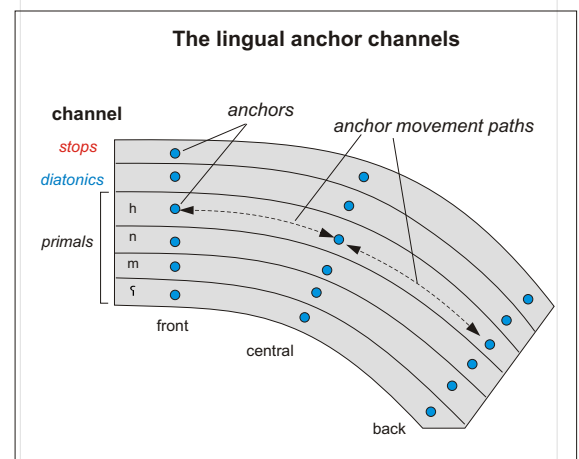 The lingual anchor channels
channel
anchors
anchor movement paths
stops
diatonics
primals
h
n
m
ʕ
front
central
back